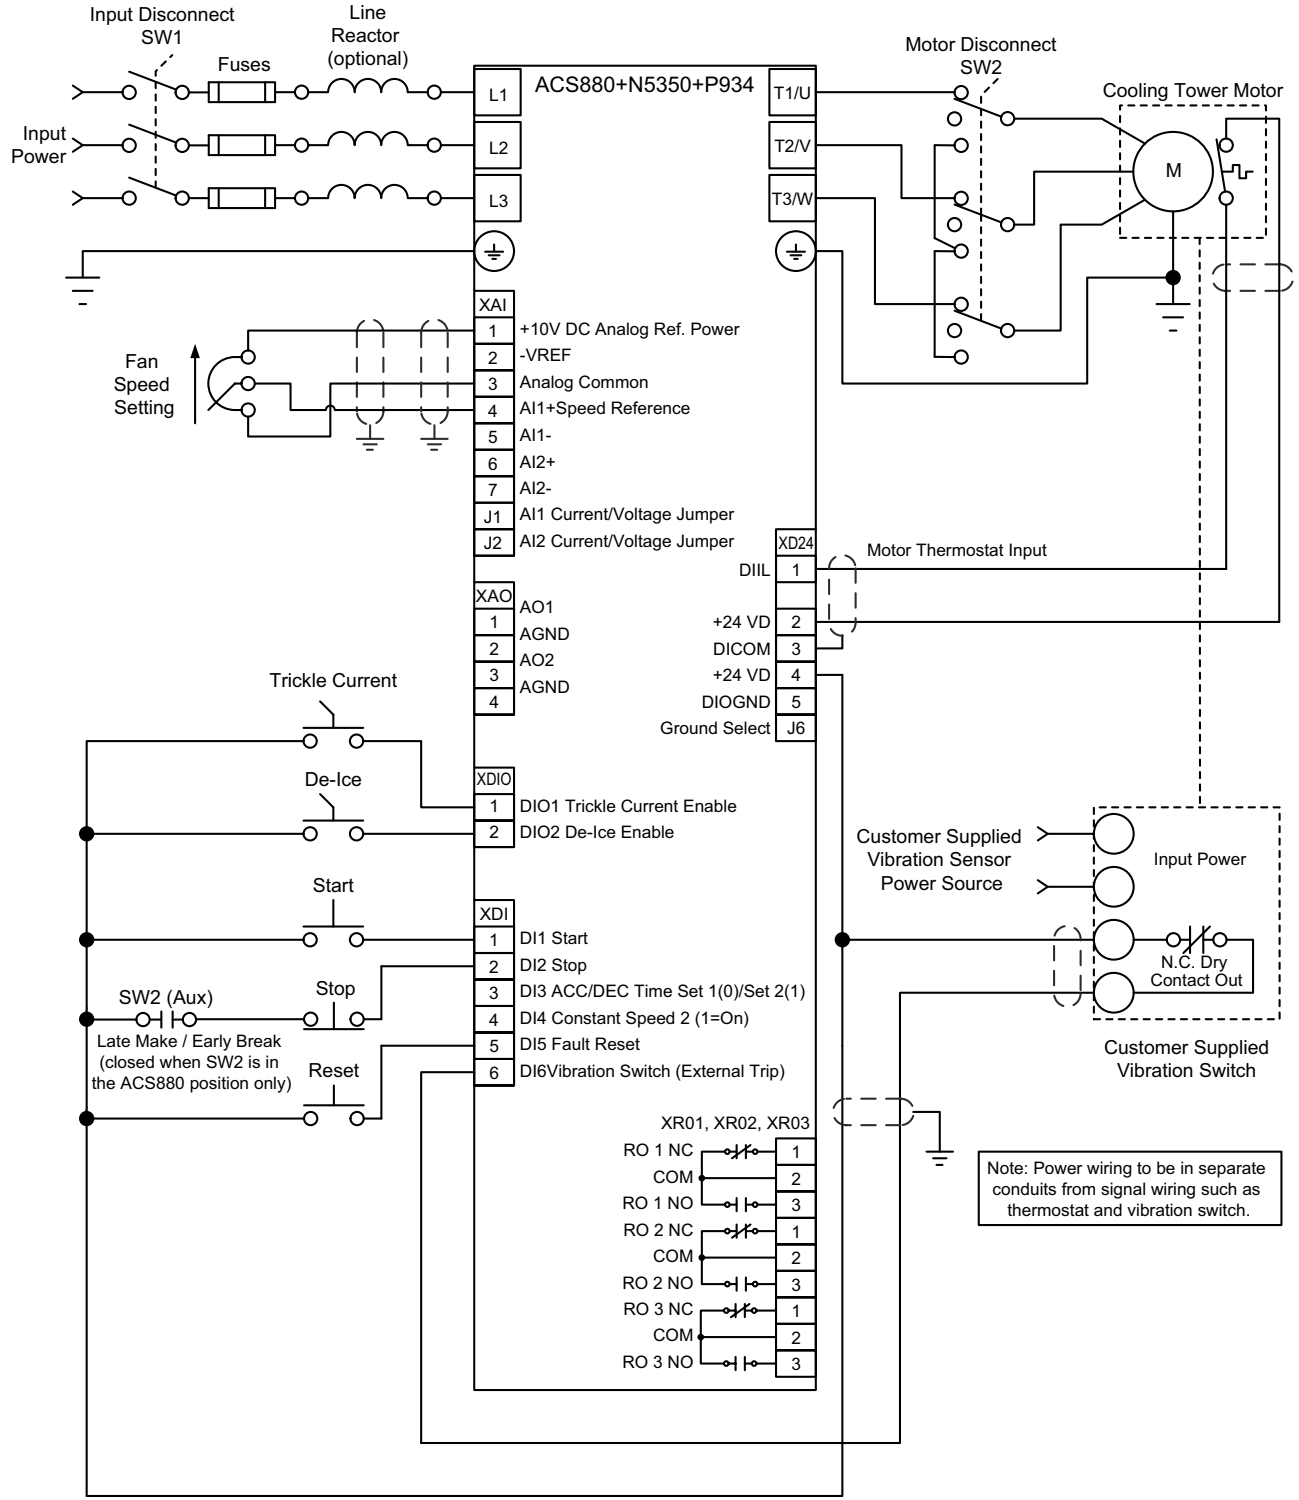 Input Disconnect
SW1
Line
Reactor
(optional)
Fuses
Input
Power
ACS880+N5350+P934
L1
L2
L3
T1/U
T2/V
T3/W
Motor Disconnect
SW2
Cooling Tower Motor
M
Fan
Speed
Setting
XAI
1 +10V DC Analog Ref. Power
2 -VREF
3 Analog Common
4 AI1+Speed Reference
5 AI1-
6 AI2+
7 AI2-
J1 AI1 Current/Voltage Jumper
J2 AI2 Current/Voltage Jumper
XD24
Motor Thermostat Input
DIIL 1
+24 VD 2
DICOM 3
+24 VD 4
DIOGND 5
Ground Select J6
XAO
AO1
1
AGND
2
AO2
3
AGND
4
Trickle Current
De-Ice
XDIO
1 DIO1 Trickle Current Enable
2 DIO2 De-Ice Enable
Customer Supplied
Vibration Sensor
Power Source
Input Power
N.C. Dry
Contact Out
Customer Supplied
Vibration Switch
Start
XDI
1 DI1 Start
2 DI2 Stop
3 DI3 ACC/DEC Time Set 1(0)/Set 2(1)
4 DI4 Constant Speed 2 (1=On)
5 DI5 Fault Reset
6 DI6Vibration Switch (External Trip)
SW2 (Aux)
Stop
Late Make / Early Break
(closed when SW2 is in
the ACS880 position only)
Reset
XR01, XR02, XR03
RO 1 NC 1
COM 2
RO 1 NO 3
RO 2 NC 1
COM 2
RO 2 NO 3
RO 3 NC 1
COM 2
RO 3 NO 3
Note: Power wiring to be in separate
conduits from signal wiring such as
thermostat and vibration switch.